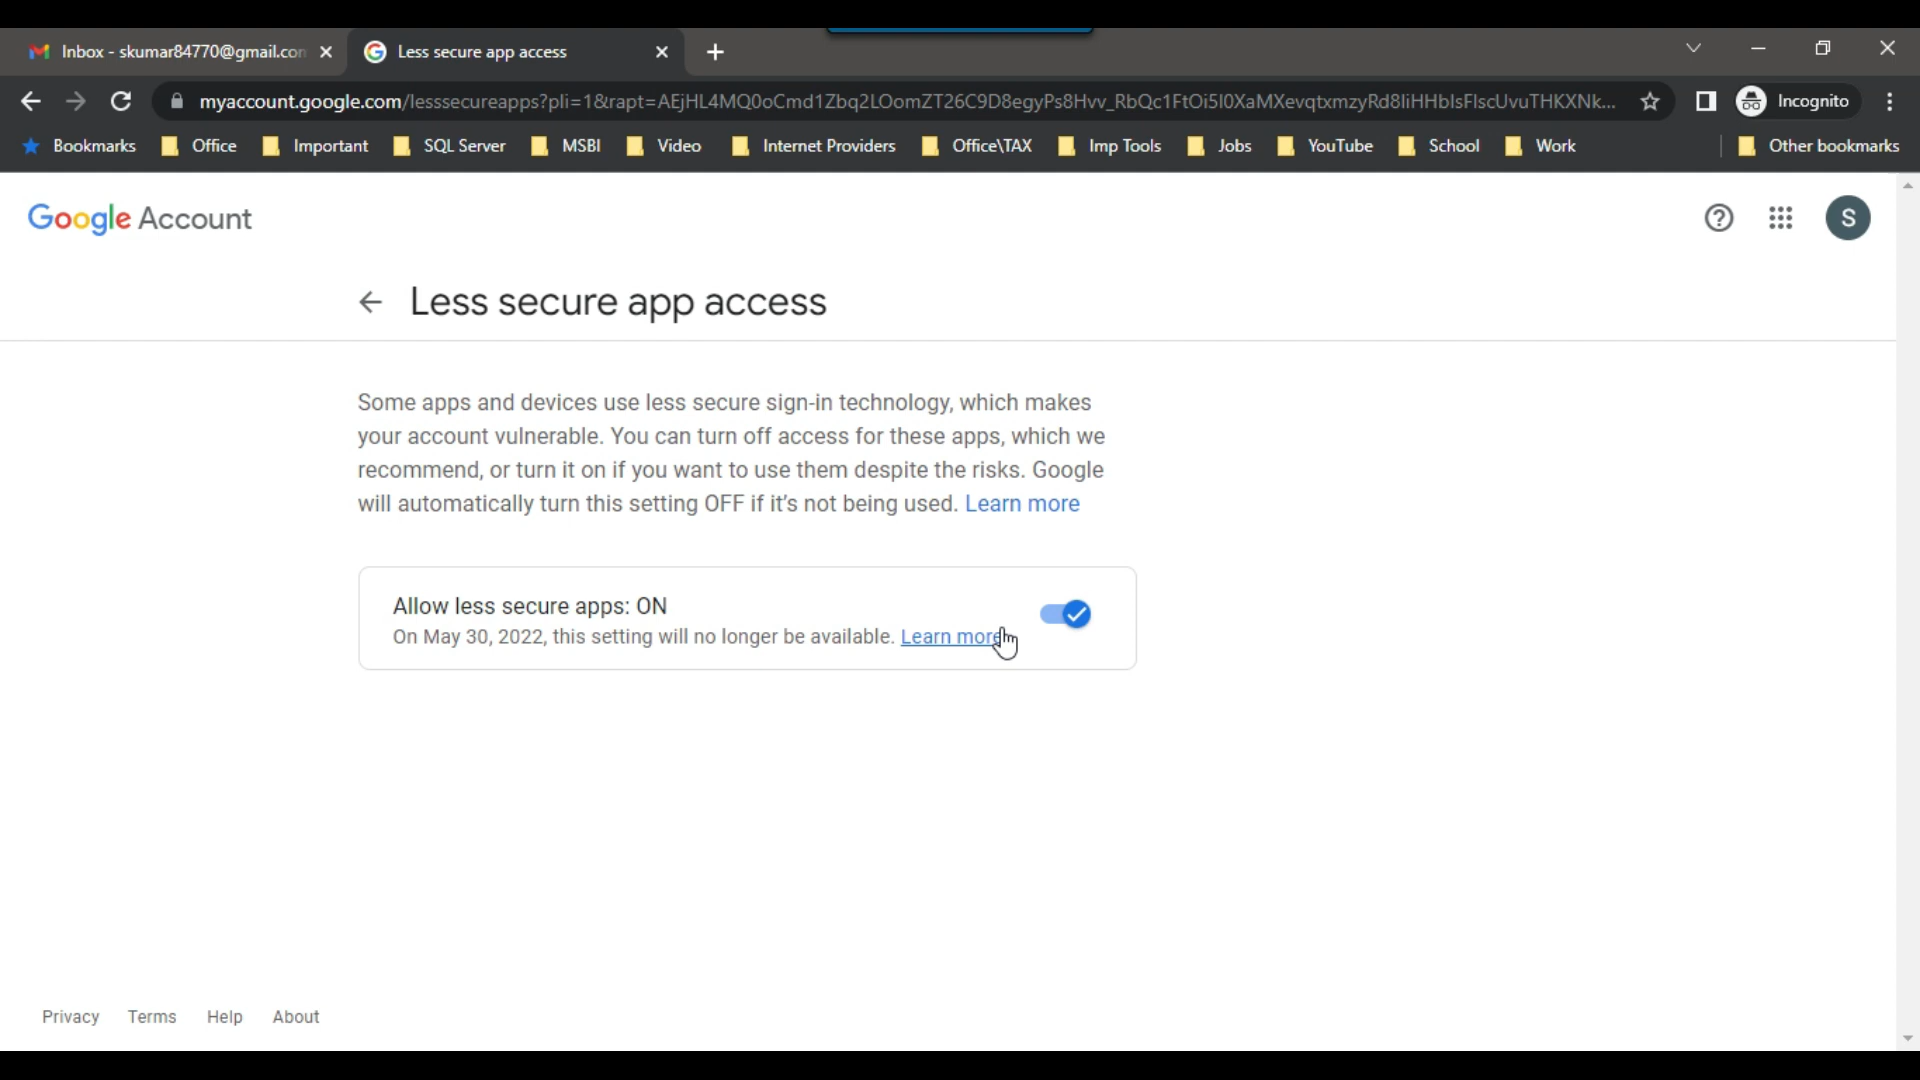 Inbox - skumar84770@gmail.com
Less secure app access
myaccount.google.com/lesssecureapps?pli=1&rapt=AEjHL4MQ0oCmd1Zbq2LOomZT26C9D8egyPs8Hvv_RbQc1FtOi5I0XaMXevqtxmzyRd8liHHbIsFlscUvuTHKXNk...
Incognito
Bookmarks Office Important SQL Server MSBI Video Internet Providers Office\TAX Imp Tools Jobs YouTube School Work Other bookmarks
Google Account
S
Less secure app access
Some apps and devices use less secure sign-in technology, which makes
your account vulnerable. You can turn off access for these apps, which we
recommend, or turn it on if you want to use them despite the risks. Google
will automatically turn this setting OFF if it's not being used. Learn more
Allow less secure apps: ON
On May 30, 2022, this setting will no longer be available. Learn more
Privacy Terms Help About